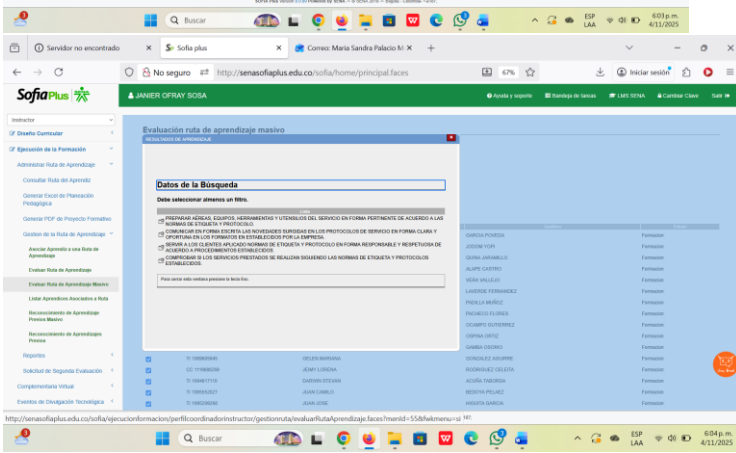 SOFIA Plus Versión
Buscar
ESP
LAA
6:03 p.m.
4/11/2025
Servidor no encontrado
Sofia plus
Correo: Maria Sandra Palacio M
No seguro
http://senasofiaplus.edu.co/sofia/home/principal.faces
67%
Iniciar sesión
SofiaPlus
JANIER OFRAY SOSA
Ayuda y soporte
Bandeja de tareas
LMS SENA
Cambiar Clave
Salir
Instructor
Diseño Curricular
Ejecución de la Formación
Administrar Ruta de Aprendizaje
Consultar Ruta del Aprendiz
Generar Excel de Planeación
Pedagógica
Generar PDF de Proyecto Formativo
Gestion de la Ruta de Aprendizaje
Asociar Aprendiz a una Ruta de
Aprendizaje
Evaluar Ruta de Aprendizaje
Evaluar Ruta de Aprendizaje Masivo
Listar Aprendices Asociados a Ruta
Reconocimiento de Aprendizaje
Previos Masivo
Reconocimiento de Aprendizajes
Previos
Reportes
Solicitud de Segunda Evaluación
Complementaria Virtual
Eventos de Divulgación Tecnológica
Evaluación ruta de aprendizaje masivo
RESULTADOS DE APRENDIZAJE
Datos de la Búsqueda
Debe seleccionar almenos un filtro.
PREPARAR AÉREAS, EQUIPOS, HERRAMIENTAS Y UTENSILIOS DEL SERVICIO EN FORMA PERTINENTE DE ACUERDO A LAS
NORMAS DE ETIQUETA Y PROTOCOLO.
COMUNICAR EN FORMA ESCRITA LAS NOVEDADES SURGIDAS EN LOS PROTOCOLOS DE SERVICIO EN FORMA CLARA Y
OPORTUNA EN LOS FORMATOS EN ESTABLECIDOS POR LA EMPRESA.
SERVIR A LOS CLIENTES APLICADO NORMAS DE ETIQUETA Y PROTOCOLO EN FORMA RESPONSABLE Y RESPETUOSA DE
ACUERDO A PROCEDIMIENTOS ESTABLECIDOS.
COMPROBAR SI LOS SERVICIOS PRESTADOS SE REALIZAN SIGUIENDO LAS NORMAS DE ETIQUETA Y PROTOCOLOS
ESTABLECIDOS.
Para cerrar esta ventana presione la tecla Esc.
GARCIA POVEDA Formacion
JOJOM YOPI Formacion
QUINA JARAMILLO Formacion
ALAPE CASTRO Formacion
VERA VALLEJO Formacion
LAVERDE FERNANDEZ Formacion
PADILLA MUÑOZ Formacion
PACHECO FLORES Formacion
OCAMPO GUTIERREZ Formacion
OSPINA ORTIZ Formacion
GAMBA OSORIO Formacion
GONZALEZ AGUIRRE Formacion
JEIMY LORENA RODRIGUEZ CELEITA Formacion
DARWIN STEVAN ACUÑA TABORDA Formacion
JUAN CAMILO BEDOYA PELAEZ Formacion
JUAN JOSE HIGUITA GARCIA Formacion
http://senasofiaplus.edu.co/sofia/ejecucionformacion/perfilcoordinadorinstructor/gestionruta/evaluarRutaAprendizaje.faces?menId=558fwkmenu=si
Buscar
ESP
LAA
6:04 p.m.
4/11/2025